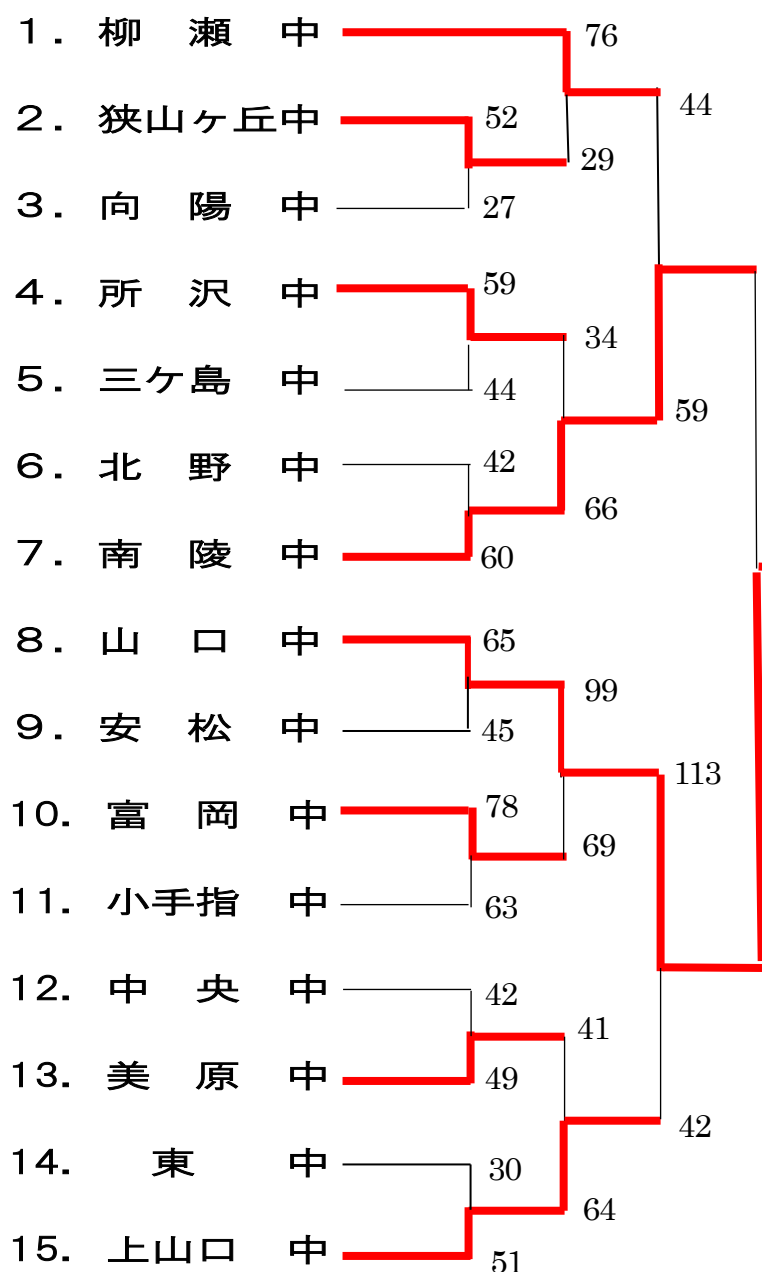 1. 柳瀬中 76
44
2. 狭山ヶ丘中 52
29
3. 向陽中 27
4. 所沢中 59
34
5. 三ケ島中 44
59
6. 北野中 42
66
7. 南陵中 60
8. 山口中 65
99
9. 安松中 45
113
10. 富岡中 78
69
11. 小手指中 63
12. 中央中 42
41
13. 美原中 49
42
14. 東中 30
64
15. 上山口中 51